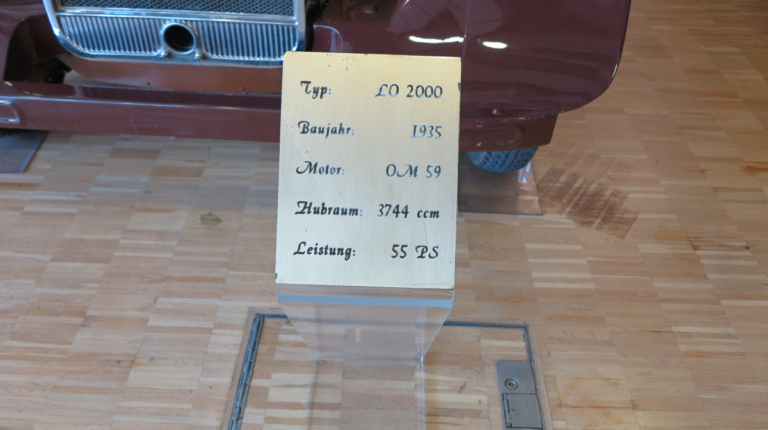 Typ: LO 2000
Baujahr: 1935
Motor: OM 59
Hubraum: 3744 ccm
Leistung: 55 PS